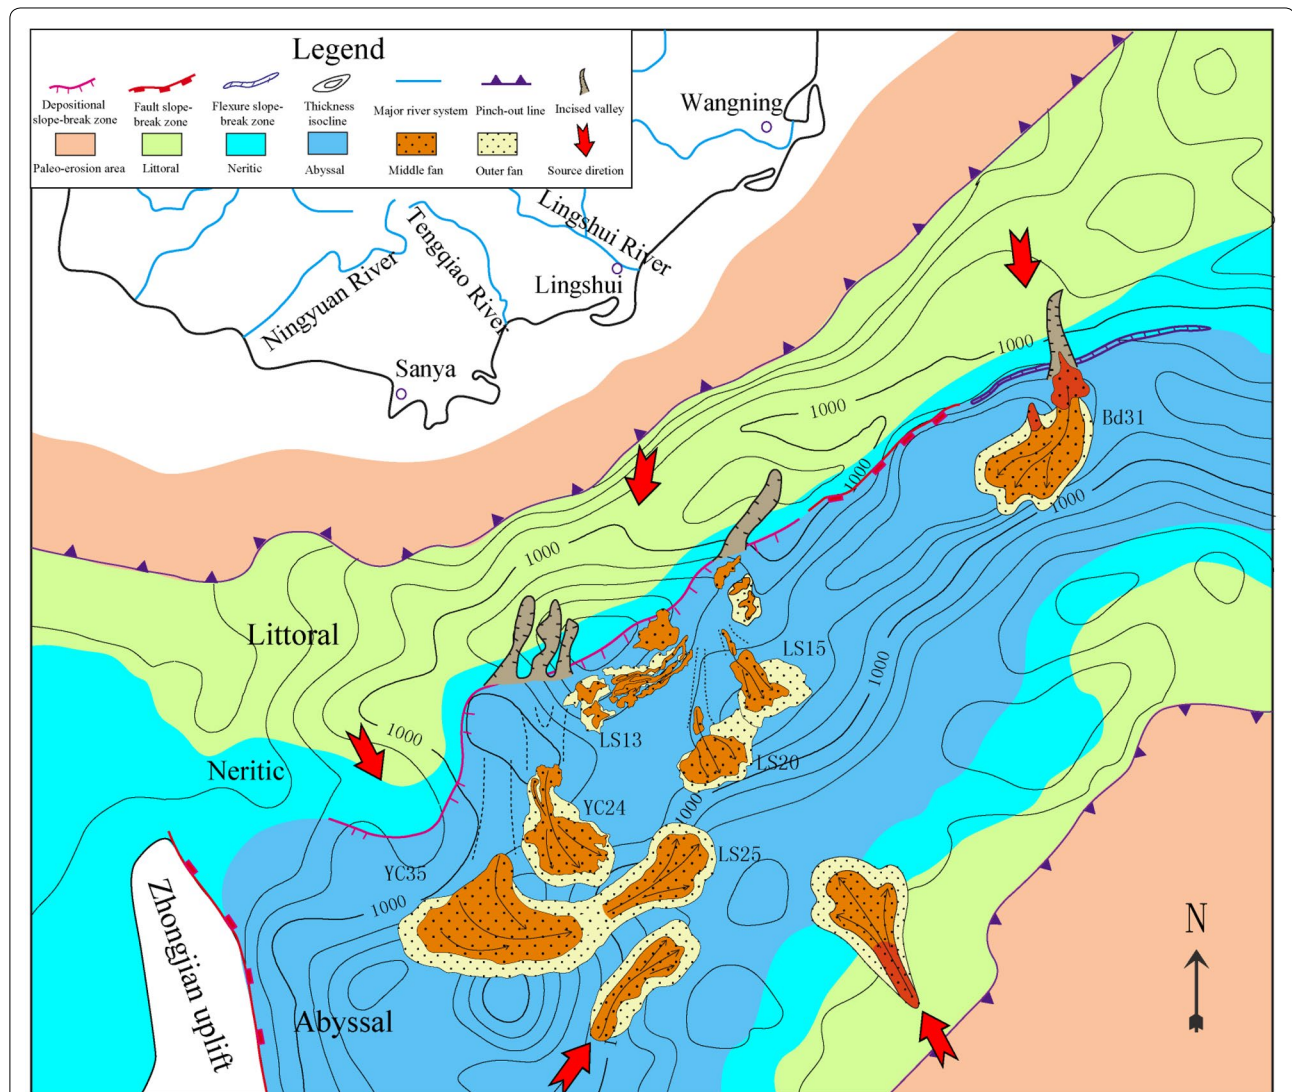 Legend
Depositional
slope-break zone
Fault slope-
break zone
Flexure slope-
break zone
Thickness
isocline
Major river system
Pinch-out line
Incised valley
Paleo-erosion area
Littoral
Neritic
Abyssal
Middle fan
Outer fan
Source diretion
Wangning
Lingshui River
Tengqiao River
Lingshui
Ningyuan River
Sanya
1000
1000
Bd31
1000
1000
1000
Littoral
LS15
1000
1000
LS13
Neritic
LS20
YC24
1000
LS25
YC35
1000
Zhongjian uplift
N
Abyssal